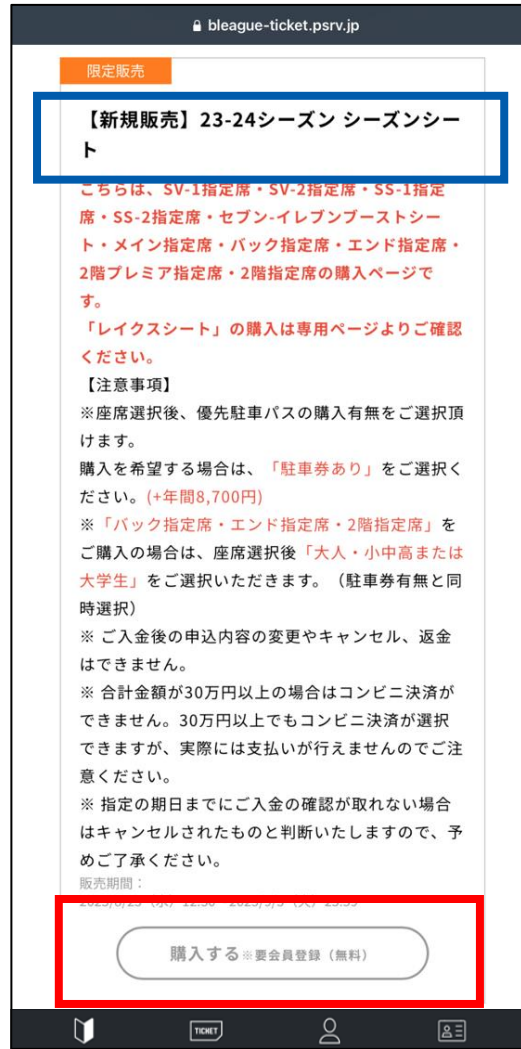 bleague-ticket.psrv.jp
限定販売
【新規販売】23-24シーズン シーズンシー
ト
こちらは、SV-1指定席・SV-2指定席・SS-1指定
席・SS-2指定席・セブン-イレブンブーストシー
ト・メイン指定席・バック指定席・エンド指定席・
2階プレミア指定席・2階指定席の購入ページで
す。
「レイクスシート」の購入は専用ページよりご確認
ください。
【注意事項】
※座席選択後、優先駐車パスの購入有無をご選択頂
けます。
購入を希望する場合は、「駐車券あり」をご選択く
ださい。(+年間8,700円)
※「バック指定席・エンド指定席・2階指定席」を
ご購入の場合は、座席選択後「大人・小中高または
大学生」をご選択いただきます。（駐車券有無と同
時選択）
※ ご入金後の申込内容の変更やキャンセル、返金
はできません。
※ 合計金額が30万円以上の場合はコンビニ決済が
できません。30万円以上でもコンビニ決済が選択
できますが、実際には支払いが行えませんのでご注
意ください。
※ 指定の期日までにご入金の確認が取れない場合
はキャンセルされたものと判断いたしますので、予
めご了承ください。
販売期間：
購入する※要会員登録（無料）
TICKET